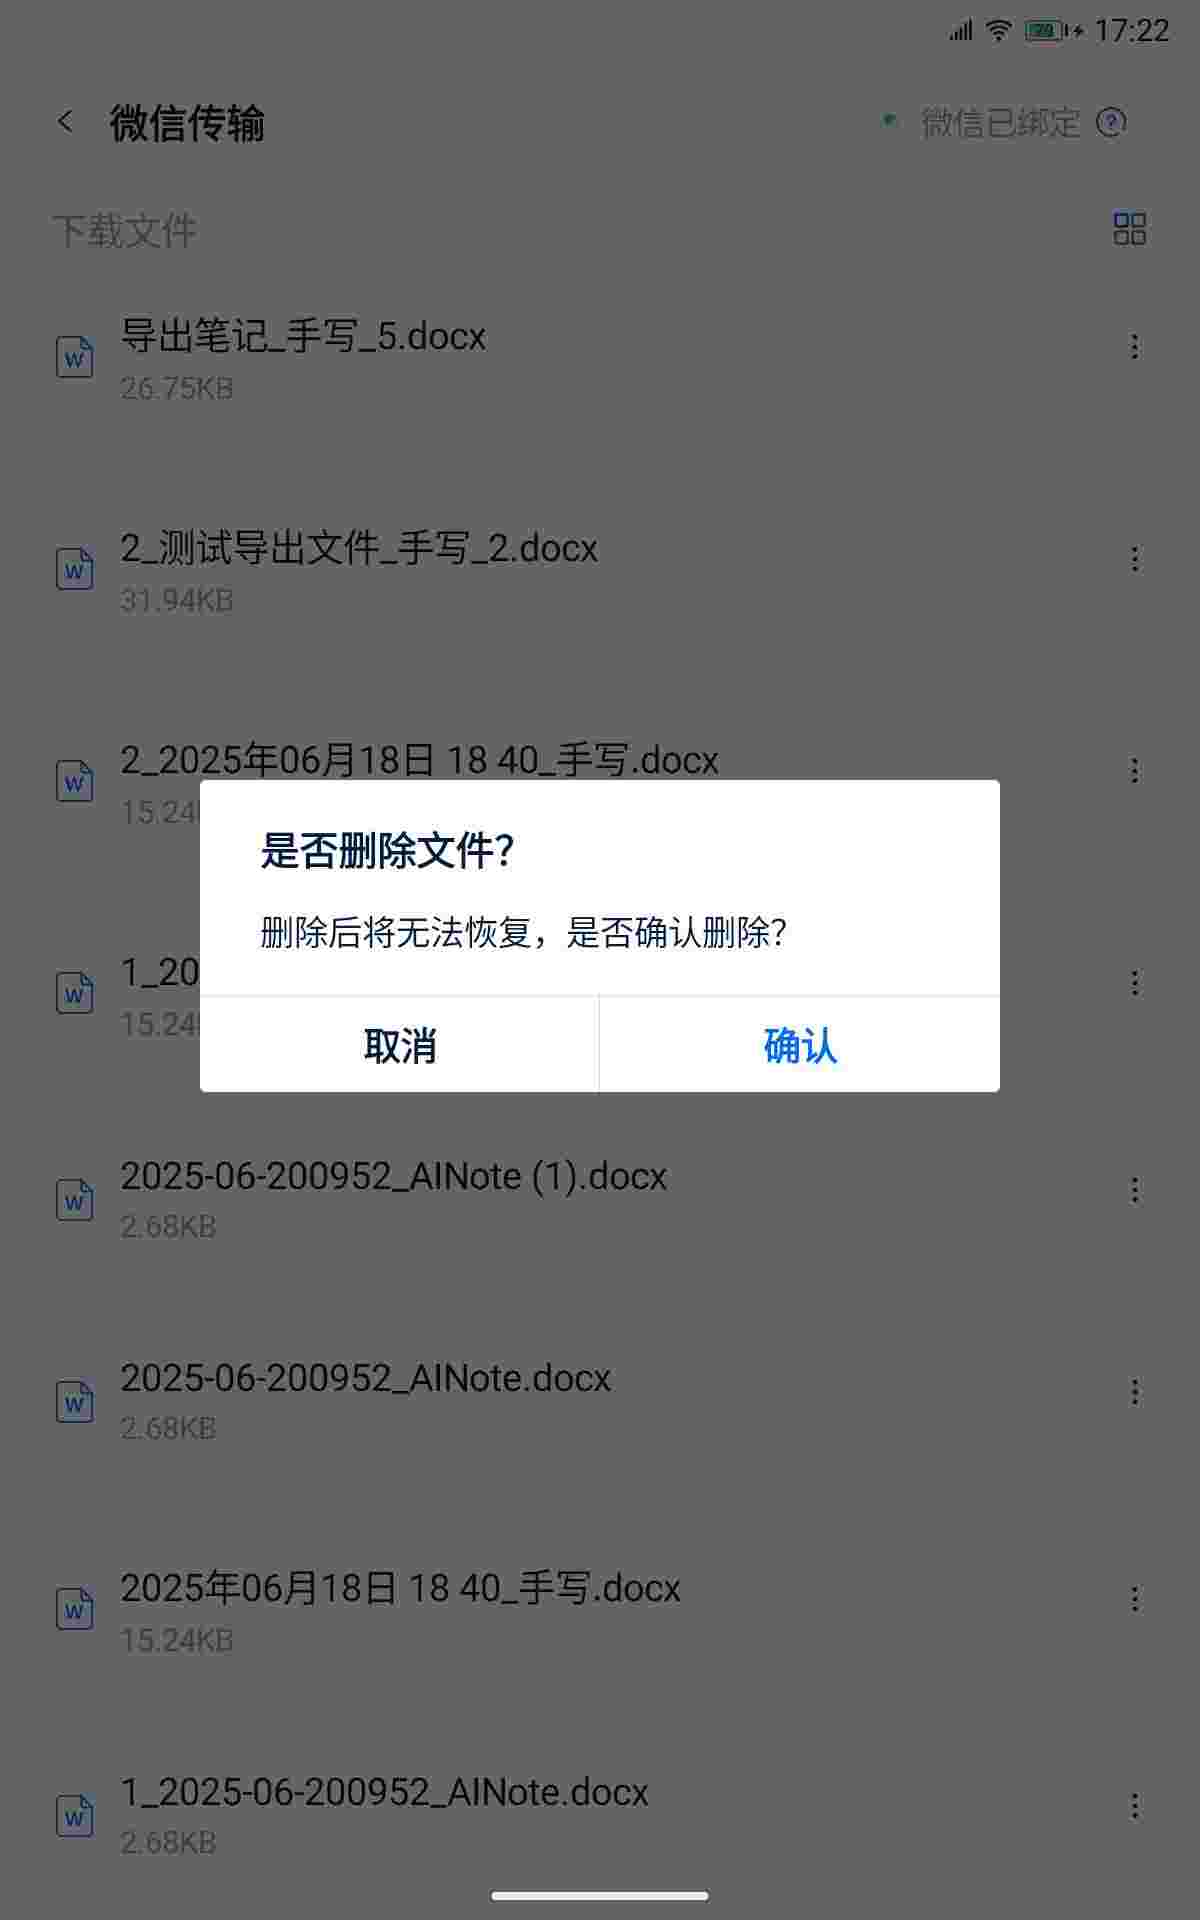 17:22
微信传输
微信已绑定
下载文件
导出笔记_手写_5.docx
26.75KB
2_测试导出文件_手写_2.docx
31.94KB
2_2025年06月18日 18 40_手写.docx
15.24
是否删除文件?
删除后将无法恢复，是否确认删除?
1_20
15.24
取消
确认
2025-06-200952_AINote (1).docx
2.68KB
2025-06-200952_AINote.docx
2.68KB
2025年06月18日 18 40_手写.docx
15.24KB
1_2025-06-200952_AINote.docx
2.68KB